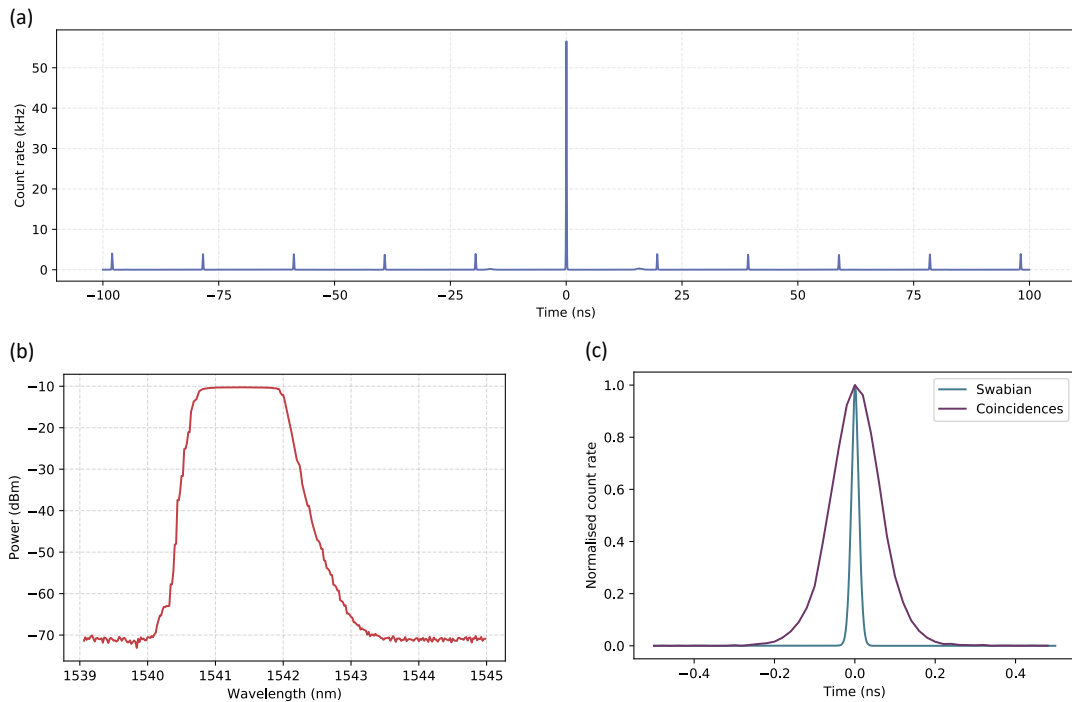 (a)
Count rate (kHz)
50
40
30
20
10
0
−100 −75 −50 −25 0 25 50 75 100
Time (ns)
(b)
Power (dBm)
−10
−20
−30
−40
−50
−60
−70
1539 1540 1541 1542 1543 1544 1545
Wavelength (nm)
(c)
Normalised count rate
1.0
0.8
0.6
0.4
0.2
0.0
−0.4 −0.2 0.0 0.2 0.4
Time (ns)
Swabian
Coincidences